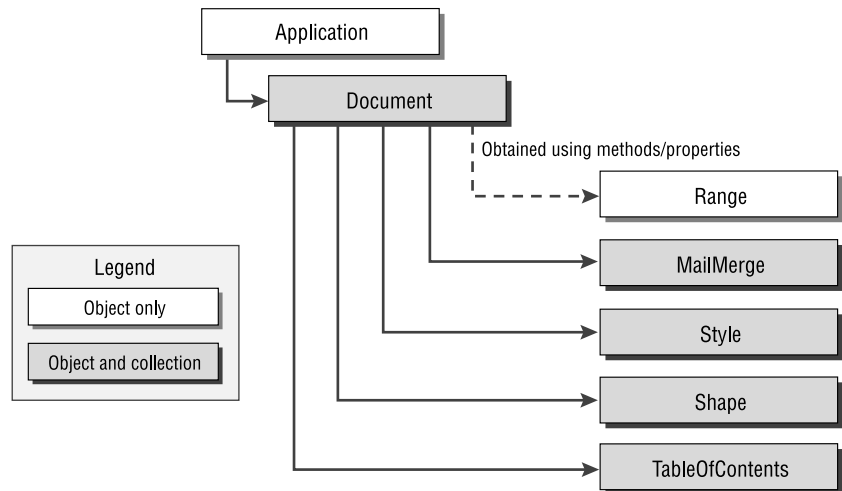 Application
Document
Obtained using methods/properties
Range
MailMerge
Style
Shape
TableOfContents
Legend
Object only
Object and collection